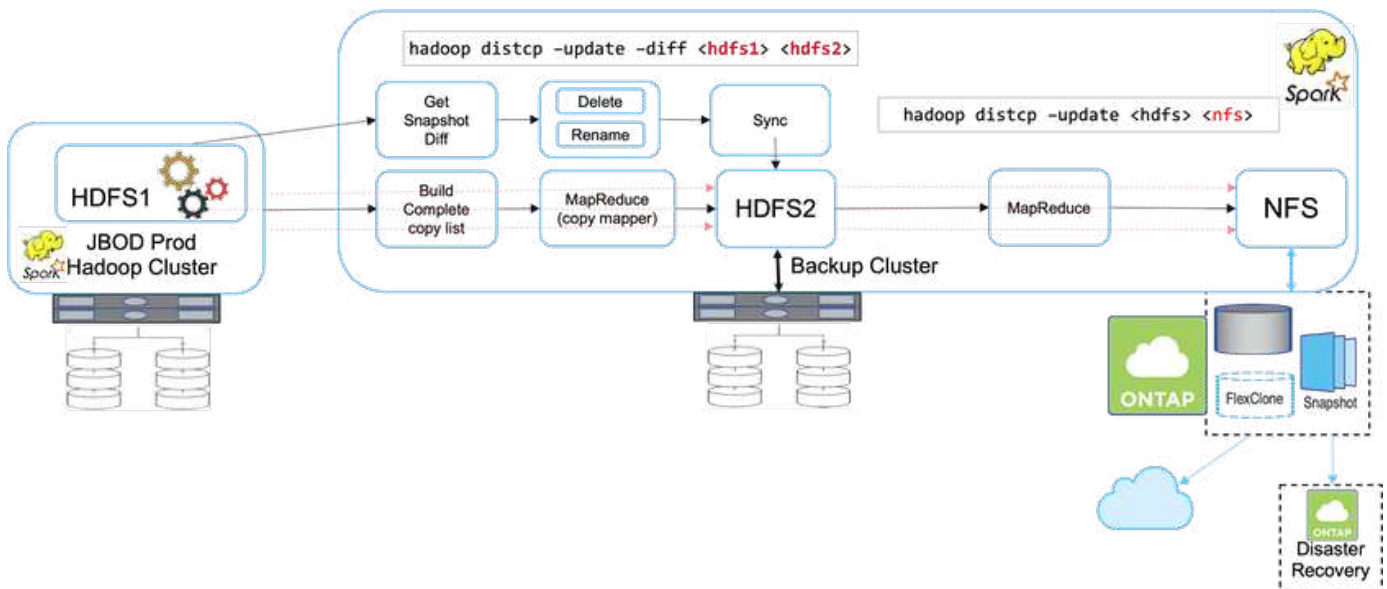 hadoop distcp –update –diff <hdfs1> <hdfs2>
Spark
hadoop distcp –update <hdfs> <nfs>
Get
Snapshot
Diff
Delete
Rename
Sync
HDFS1
Build
Complete
copy list
MapReduce
(copy mapper)
HDFS2
MapReduce
NFS
JBOD Prod
Hadoop Cluster
Spark
Backup Cluster
ONTAP
FlexClone
Snapshot
ONTAP
Disaster
Recovery